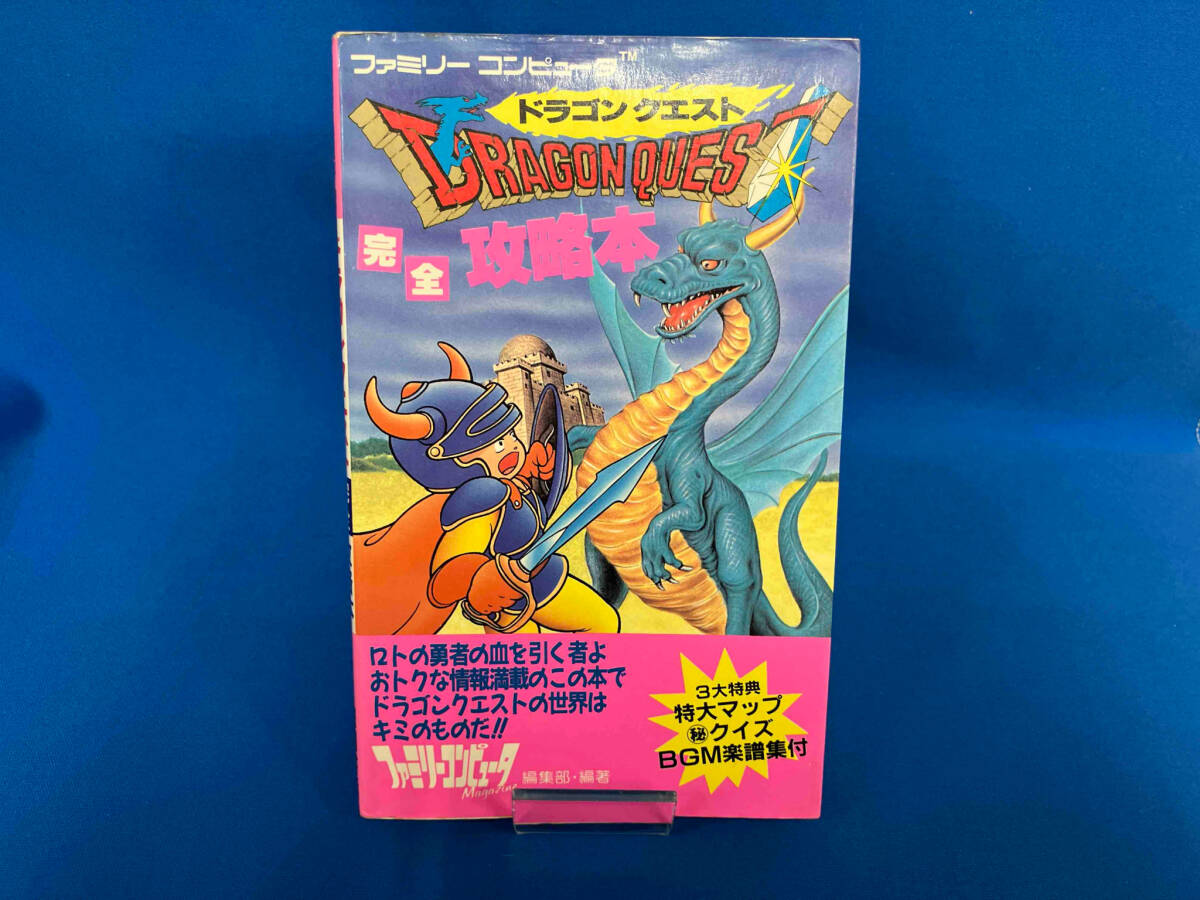 ファミリー コンピュータ™
ドラゴン クエスト
DRAGON QUEST
完全
攻略本
ロトの勇者の血を引く者よ
おトクな情報満載のこの本で
ドラゴンクエストの世界は
キミのものだ!!
ファミリーコンピュータ
Magazine
編集部・編著
3大特典
特大マップ
㊙クイズ
BGM楽譜集付